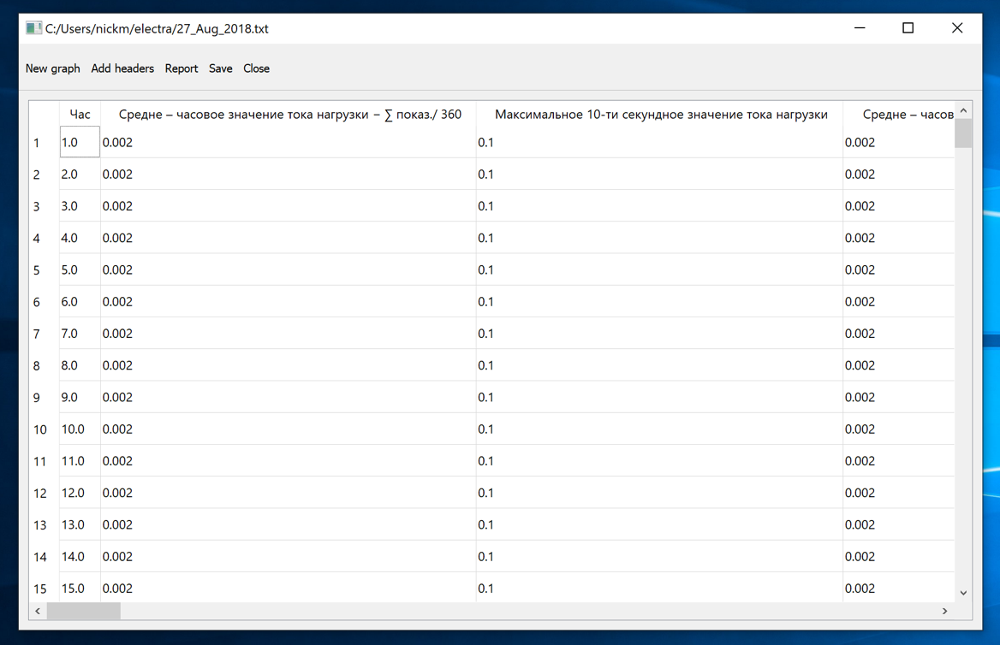 C:/Users/nickm/electra/27_Aug_2018.txt
New graph Add headers Report Save Close
Час Средне – часовое значение тока нагрузки – ∑ показ./ 360 Максимальное 10-ти секундное значение тока нагрузки Средне – часов
1 1.0 0.002 0.1 0.002
2 2.0 0.002 0.1 0.002
3 3.0 0.002 0.1 0.002
4 4.0 0.002 0.1 0.002
5 5.0 0.002 0.1 0.002
6 6.0 0.002 0.1 0.002
7 7.0 0.002 0.1 0.002
8 8.0 0.002 0.1 0.002
9 9.0 0.002 0.1 0.002
10 10.0 0.002 0.1 0.002
11 11.0 0.002 0.1 0.002
12 12.0 0.002 0.1 0.002
13 13.0 0.002 0.1 0.002
14 14.0 0.002 0.1 0.002
15 15.0 0.002 0.1 0.002